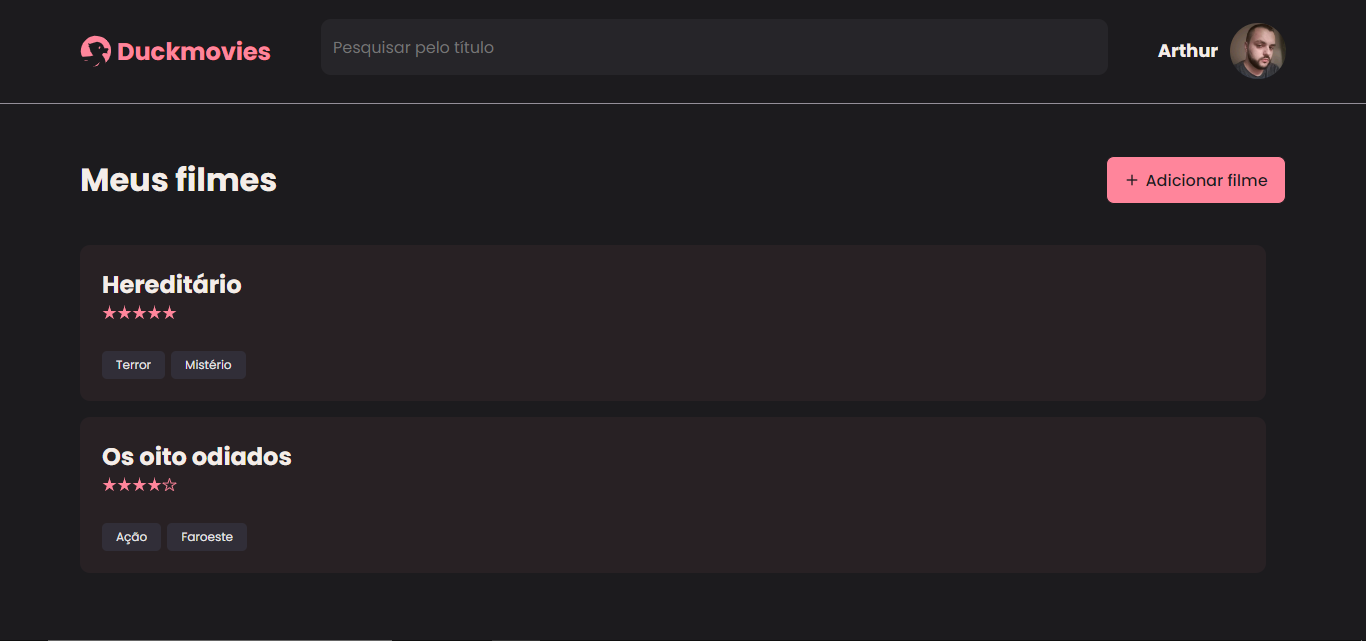 Duckmovies
Pesquisar pelo título
Arthur
Meus filmes
+ Adicionar filme
Hereditário
★★★★★
Terror Mistério
Os oito odiados
★★★★☆
Ação Faroeste